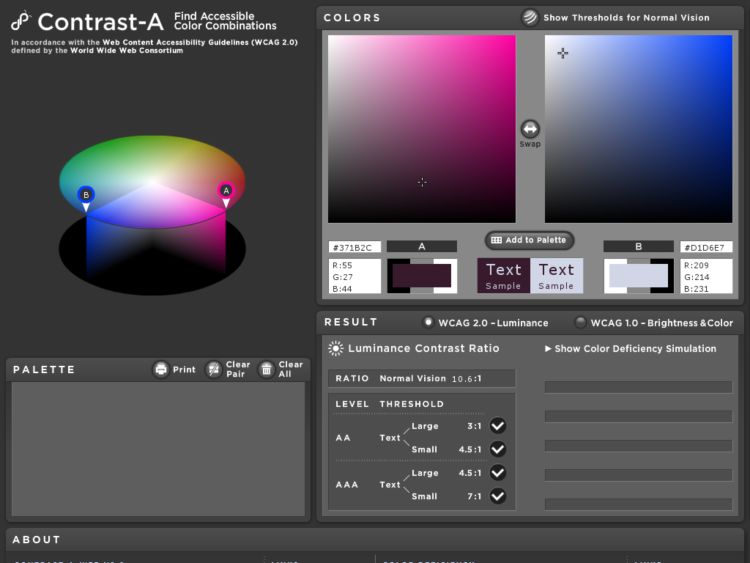 Contrast-A
Find Accessible
Color Combinations
In accordance with the Web Content Accessibility Guidelines (WCAG 2.0)
defined by the World Wide Web Consortium
B
A
PALETTE
Print
Clear
Pair
Clear
All
COLORS
Show Thresholds for Normal Vision
Swap
#371B2C
A
Add to Palette
B
#D1D6E7
R:55
G:27
B:44
Text
Sample
Text
Sample
R:209
G:214
B:231
RESULT
WCAG 2.0 – Luminance
WCAG 1.0 – Brightness & Color
Luminance Contrast Ratio
Show Color Deficiency Simulation
RATIO Normal Vision 10.6:1
LEVEL THRESHOLD
AA Text
Large 3:1
Small 4.5:1
AAA Text
Large 4.5:1
Small 7:1
ABOUT